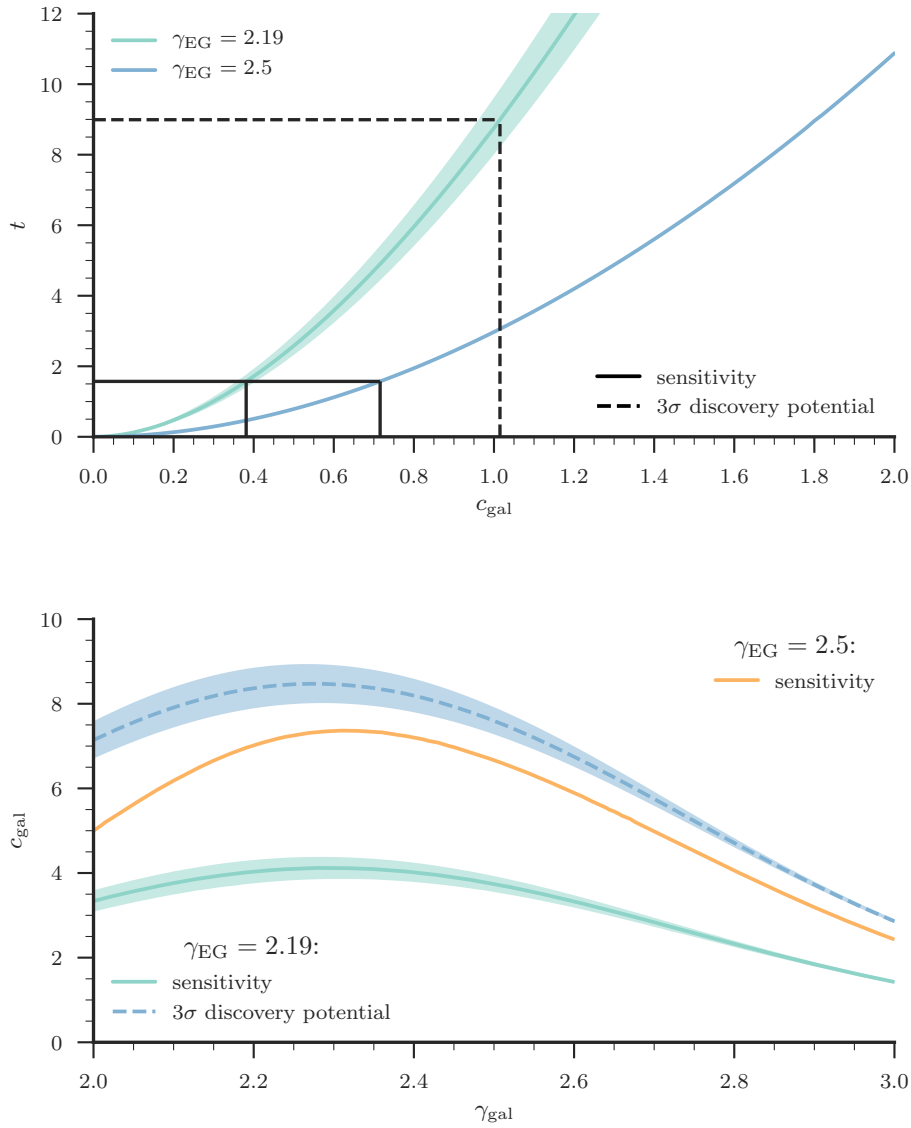 12
10
8
6
4
2
0
t
γEG = 2.19
γEG = 2.5
sensitivity
3σ discovery potential
0.0 0.2 0.4 0.6 0.8 1.0 1.2 1.4 1.6 1.8 2.0
cgal
10
8
6
4
2
0
cgal
γEG = 2.5:
sensitivity
γEG = 2.19:
sensitivity
3σ discovery potential
2.0 2.2 2.4 2.6 2.8 3.0
γgal